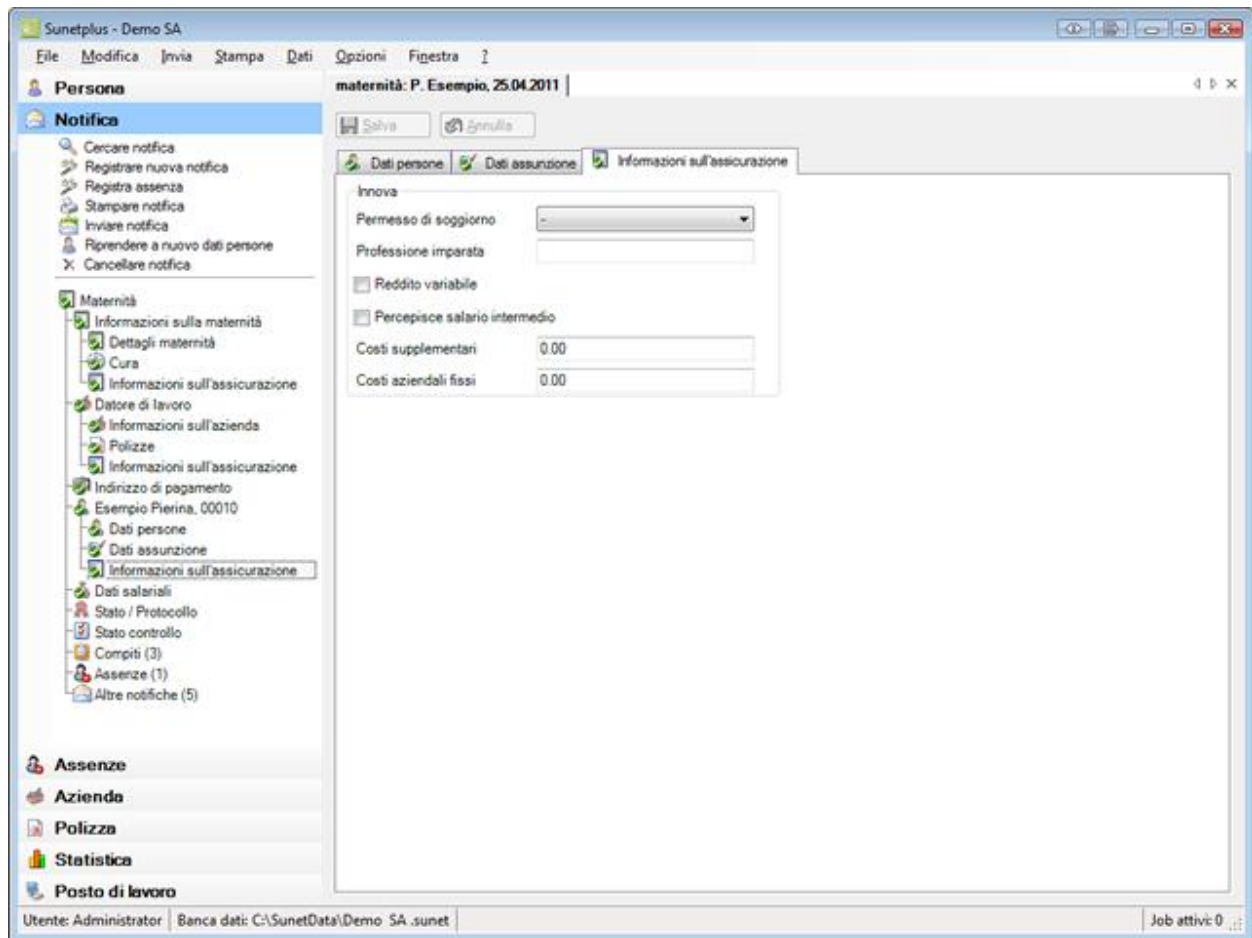 Sunetplus - Demo SA
File Modifica Invia Stampa Dati Opzioni Finestra ?
Persona
Notifica
Cercare notifica
Registrare nuova notifica
Registra assenza
Stampare notifica
Inviare notifica
Riprendere a nuovo dati persone
Cancellare notifica
Maternità
Informazioni sulla maternità
Dettagli maternità
Cura
Informazioni sull'assicurazione
Datore di lavoro
Informazioni sull'azienda
Polizze
Informazioni sull'assicurazione
Indirizzo di pagamento
Esempio Pierina, 00010
Dati persone
Dati assunzione
Informazioni sull'assicurazione
Dati salariali
Stato / Protocollo
Stato controllo
Compiti (3)
Assenze (1)
Altre notifiche (5)
Assenze
Azienda
Polizza
Statistica
Posto di lavoro
maternità: P. Esempio, 25.04.2011
Salva Annulla
Dati persone Dati assunzione Informazioni sull'assicurazione
Innova
Permesso di soggiorno -
Professione imparata
Reddito variabile
Percepisce salario intermedio
Costi supplementari 0.00
Costi aziendali fissi 0.00
Utente: Administrator Banca dati: C:\SunetData\Demo SA .sunet Job attivi: 0